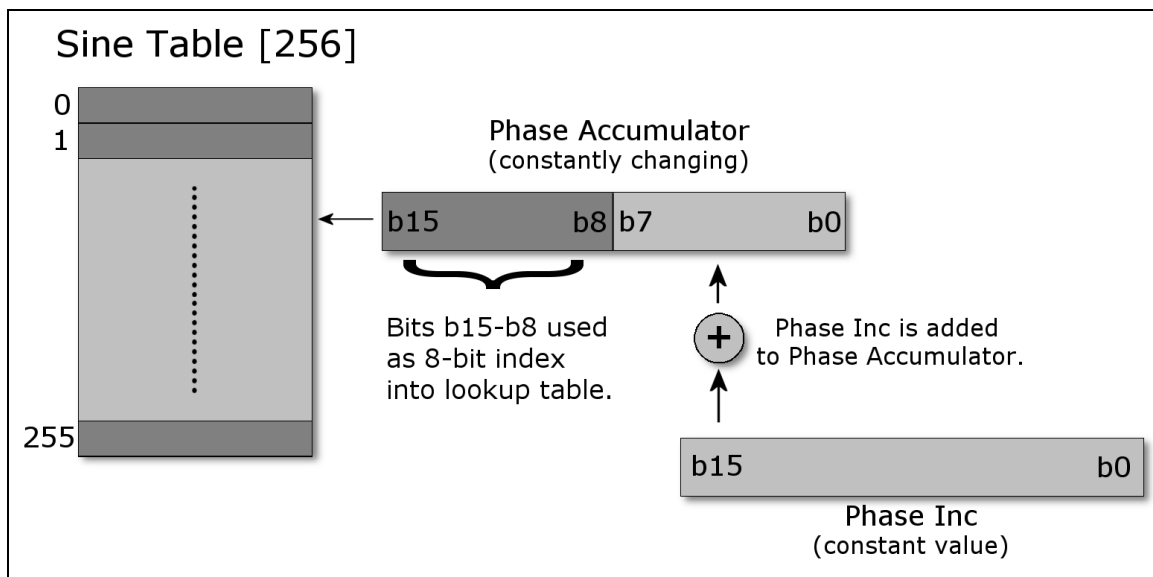 Sine Table [256]
0
1
255
Phase Accumulator
(constantly changing)
b15 b8 b7 b0
Bits b15-b8 used
as 8-bit index
into lookup table.
+
Phase Inc is added
to Phase Accumulator.
b15 b0
Phase Inc
(constant value)